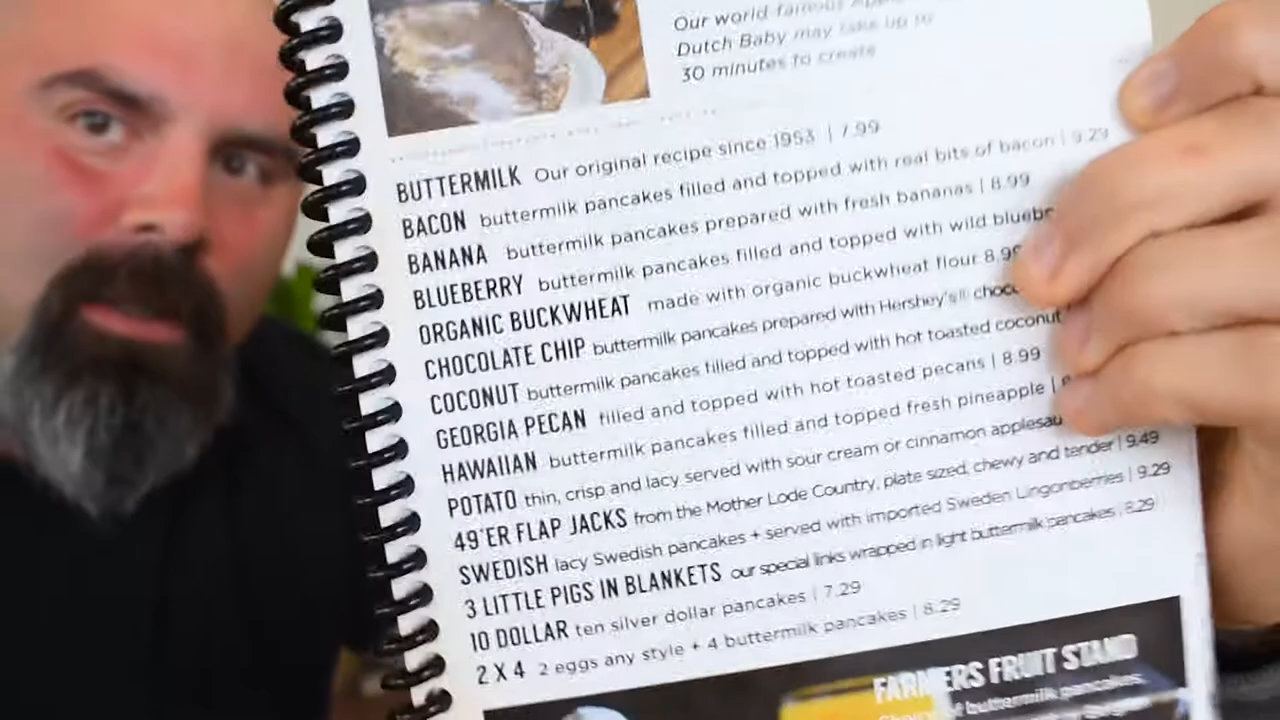 Our world-famous
Dutch Baby may take up to
30 minutes to create
BUTTERMILK Our original recipe since 1953 | 7.99
BACON buttermilk pancakes filled and topped with real bits of bacon | 9.29
BANANA buttermilk pancakes prepared with fresh bananas | 8.99
BLUEBERRY buttermilk pancakes filled and topped with wild
ORGANIC BUCKWHEAT made with organic buckwheat flour 8.99
CHOCOLATE CHIP buttermilk pancakes prepared with Hershey's®
COCONUT buttermilk pancakes filled and topped with hot toasted coconut
GEORGIA PECAN filled and topped with hot toasted pecans | 8.99
HAWAIIAN buttermilk pancakes filled and topped fresh pineapple |
POTATO thin, crisp and lacy served with sour cream or cinnamon
49'ER FLAP JACKS from the Mother Lode Country, plate sized, chewy and tender | 9.49
SWEDISH lacy Swedish pancakes + served with imported Sweden Lingonberries | 9.29
3 LITTLE PIGS IN BLANKETS our special links wrapped in light buttermilk pancakes , 8.29
10 DOLLAR ten silver dollar pancakes | 7.29
2 X 4 2 eggs any style + 4 buttermilk pancakes | 8.29
FARMERS FRUIT STAND
of buttermilk pancakes